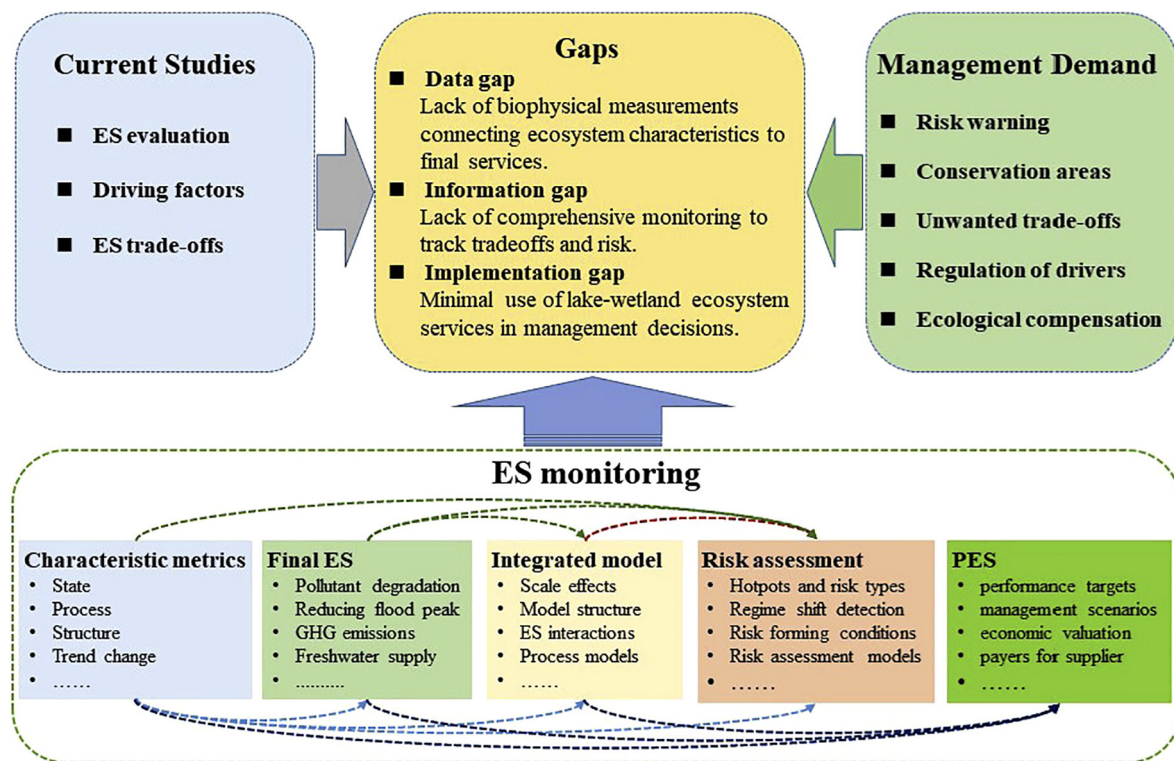 Current Studies
■ ES evaluation
■ Driving factors
■ ES trade-offs
Gaps
■ Data gap
Lack of biophysical measurements
connecting ecosystem characteristics to
final services.
■ Information gap
Lack of comprehensive monitoring to
track tradeoffs and risk.
■ Implementation gap
Minimal use of lake-wetland ecosystem
services in management decisions.
Management Demand
■ Risk warning
■ Conservation areas
■ Unwanted trade-offs
■ Regulation of drivers
■ Ecological compensation
ES monitoring
Characteristic metrics
• State
• Process
• Structure
• Trend change
• ……
Final ES
• Pollutant degradation
• Reducing flood peak
• GHG emissions
• Freshwater supply
• ..........
Integrated model
• Scale effects
• Model structure
• ES interactions
• Process models
• ……
Risk assessment
• Hotpots and risk types
• Regime shift detection
• Risk forming conditions
• Risk assessment models
• ……
PES
• performance targets
• management scenarios
• economic valuation
• payers for supplier
• ……